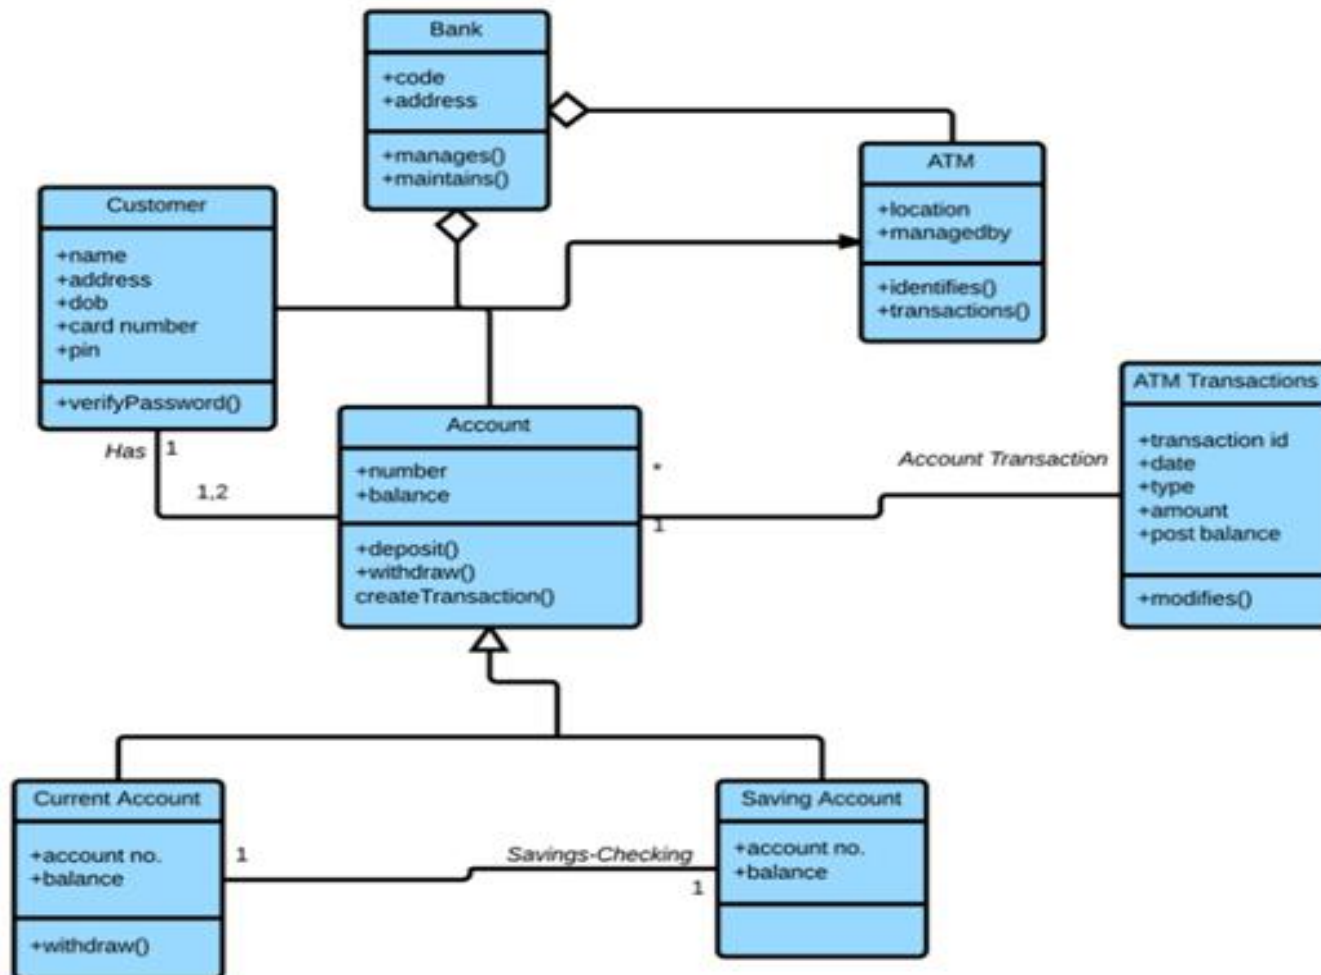 Bank
+code
+address
+manages()
+maintains()
ATM
+location
+managedby
+identifies()
+transactions()
Customer
+name
+address
+dob
+card number
+pin
+verifyPassword()
Has
1
1,2
Account
+number
+balance
+deposit()
+withdraw()
createTransaction()
*
1
Account Transaction
ATM Transactions
+transaction id
+date
+type
+amount
+post balance
+modifies()
Current Account
+account no.
+balance
+withdraw()
1
Savings-Checking
1
Saving Account
+account no.
+balance